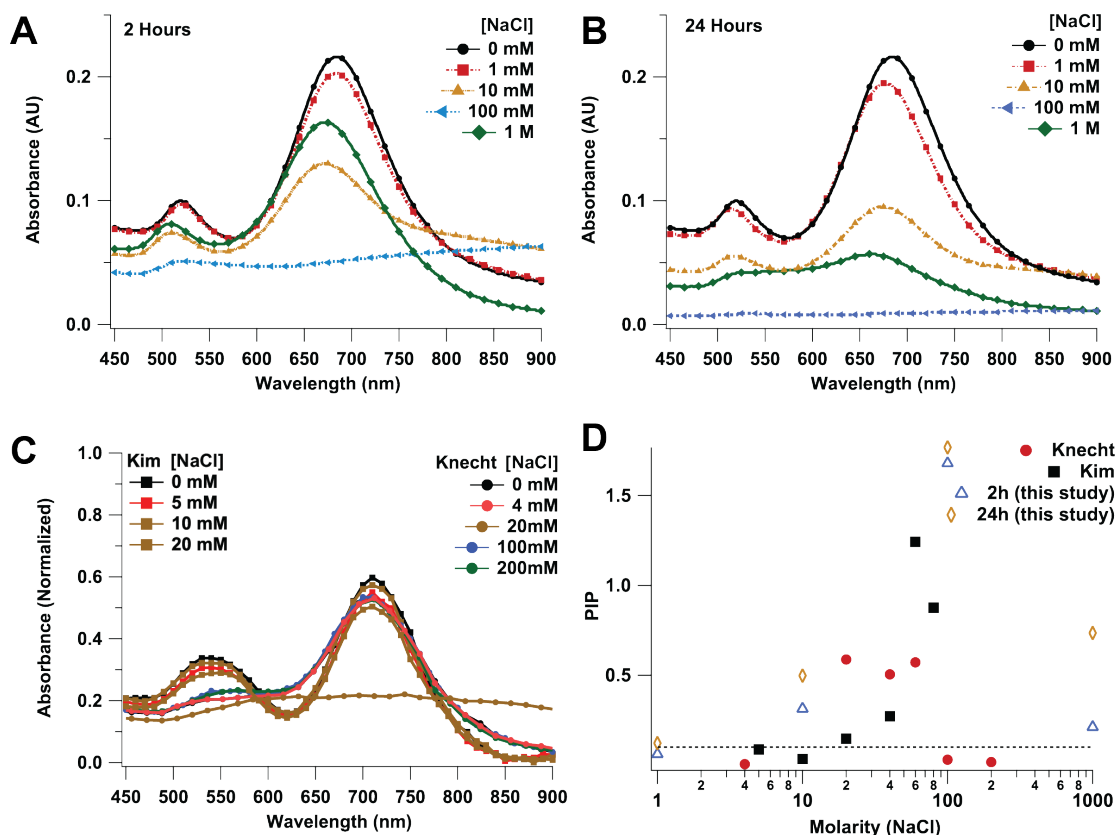 A
2 Hours
[NaCl]
0 mM
1 mM
10 mM
100 mM
1 M
Absorbance (AU)
0.2
0.1
0.0
450 500 550 600 650 700 750 800 850 900
Wavelength (nm)
B
24 Hours
[NaCl]
0 mM
1 mM
10 mM
100 mM
1 M
Absorbance (AU)
0.2
0.1
0.0
450 500 550 600 650 700 750 800 850 900
Wavelength (nm)
C
Kim [NaCl]
0 mM
5 mM
10 mM
20 mM
Knecht [NaCl]
0 mM
4 mM
20mM
100mM
200mM
Absorbance (Normalized)
1.0
0.8
0.6
0.4
0.2
0.0
450 500 550 600 650 700 750 800 850 900
Wavelength (nm)
D
Knecht
Kim
2h (this study)
24h (this study)
PIP
1.5
1.0
0.5
1 2 4 6 8 10 2 4 6 8 100 2 4 6 8 1000
Molarity (NaCl)